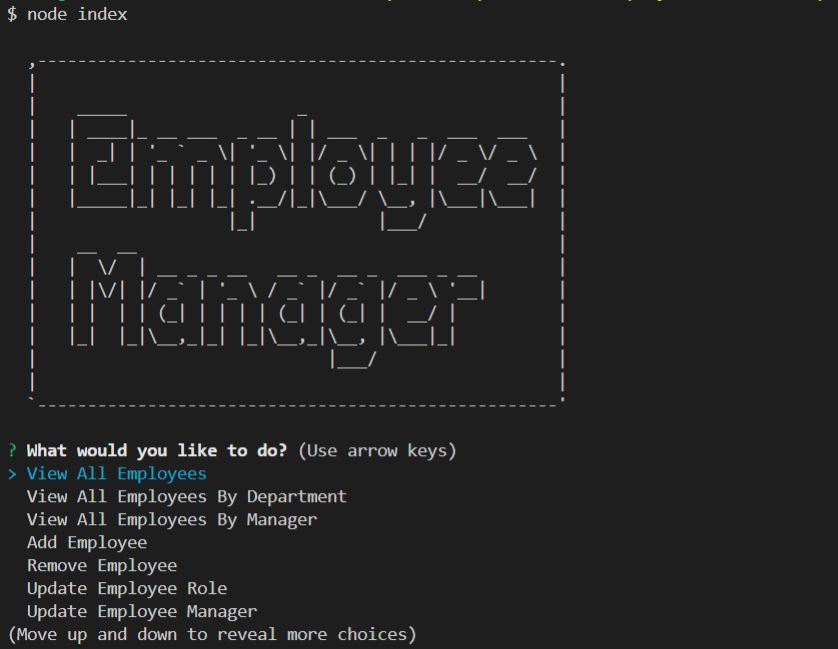 $ node index
Employee
Manager
? What would you like to do? (Use arrow keys)
> View All Employees
View All Employees By Department
View All Employees By Manager
Add Employee
Remove Employee
Update Employee Role
Update Employee Manager
(Move up and down to reveal more choices)